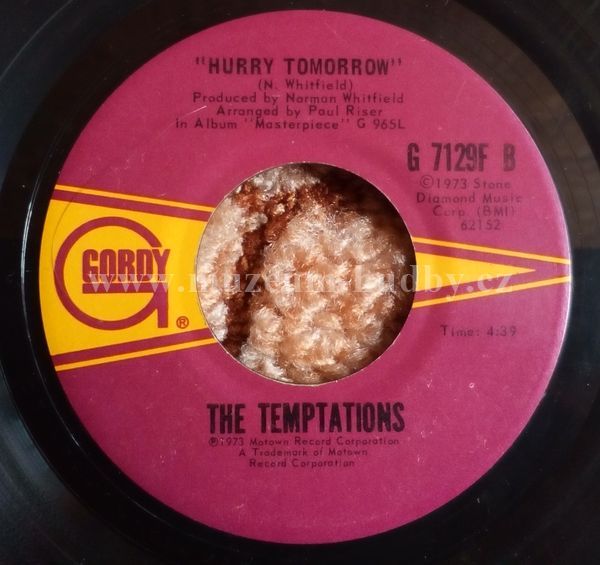 "HURRY TOMORROW"
(N. Whitfield)
Produced by Norman Whitfield
Arranged by Paul Riser
In Album "Masterpiece" G 965L
G 7129F B
©1973 Stone
Diamond Music
Corp. (BMI)
62152
GORDY
®
www.muzeum-hudby.cz
Time: 4:39
THE TEMPTATIONS
℗1973 Motown Record Corporation
A Trademark of Motown
Record Corporation